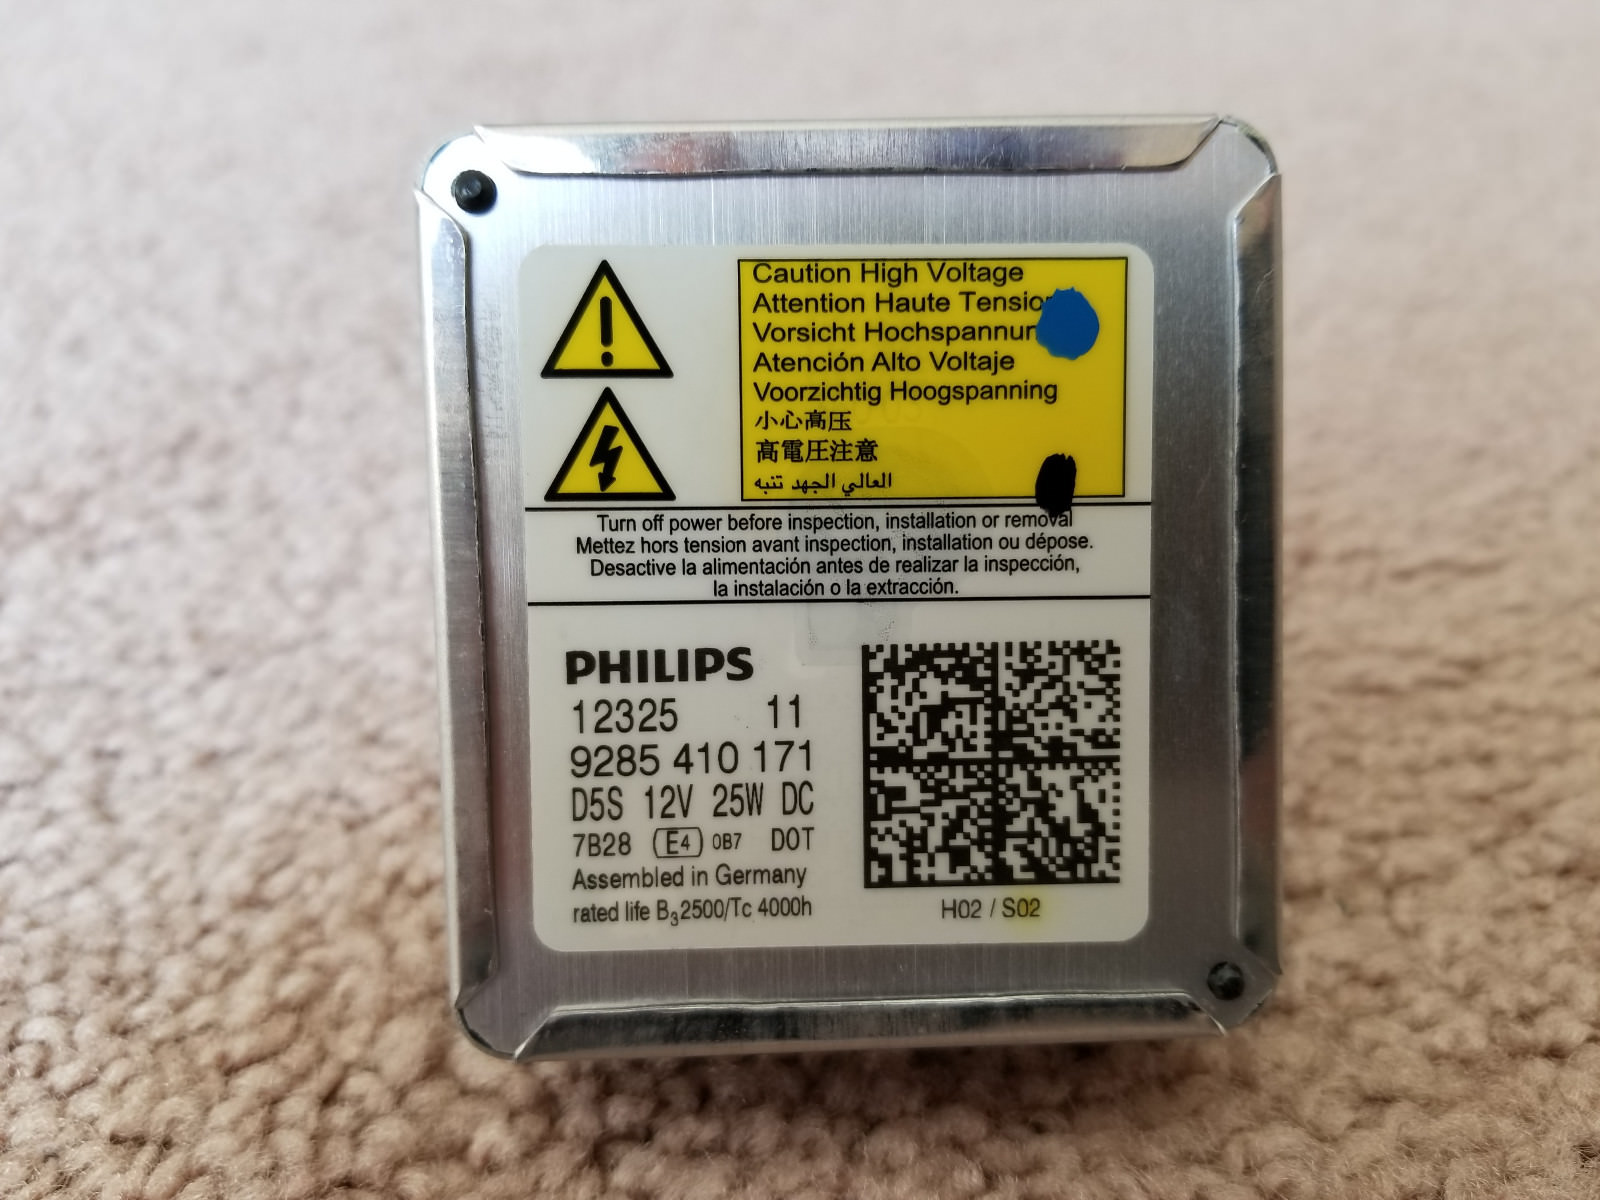 Caution High Voltage
Attention Haute Tension
Vorsicht Hochspannun
Atención Alto Voltaje
Voorzichtig Hoogspanning
小心高压
高電圧注意
العالي الجهد تنبه
Turn off power before inspection, installation or removal
Mettez hors tension avant inspection, installation ou dépose.
Desactive la alimentación antes de realizar la inspección,
la instalación o la extracción.
PHILIPS
12325 11
9285 410 171
D5S 12V 25W DC
7B28 E4 0B7 DOT
Assembled in Germany
rated life B3 2500/Tc 4000h
H02 / S02